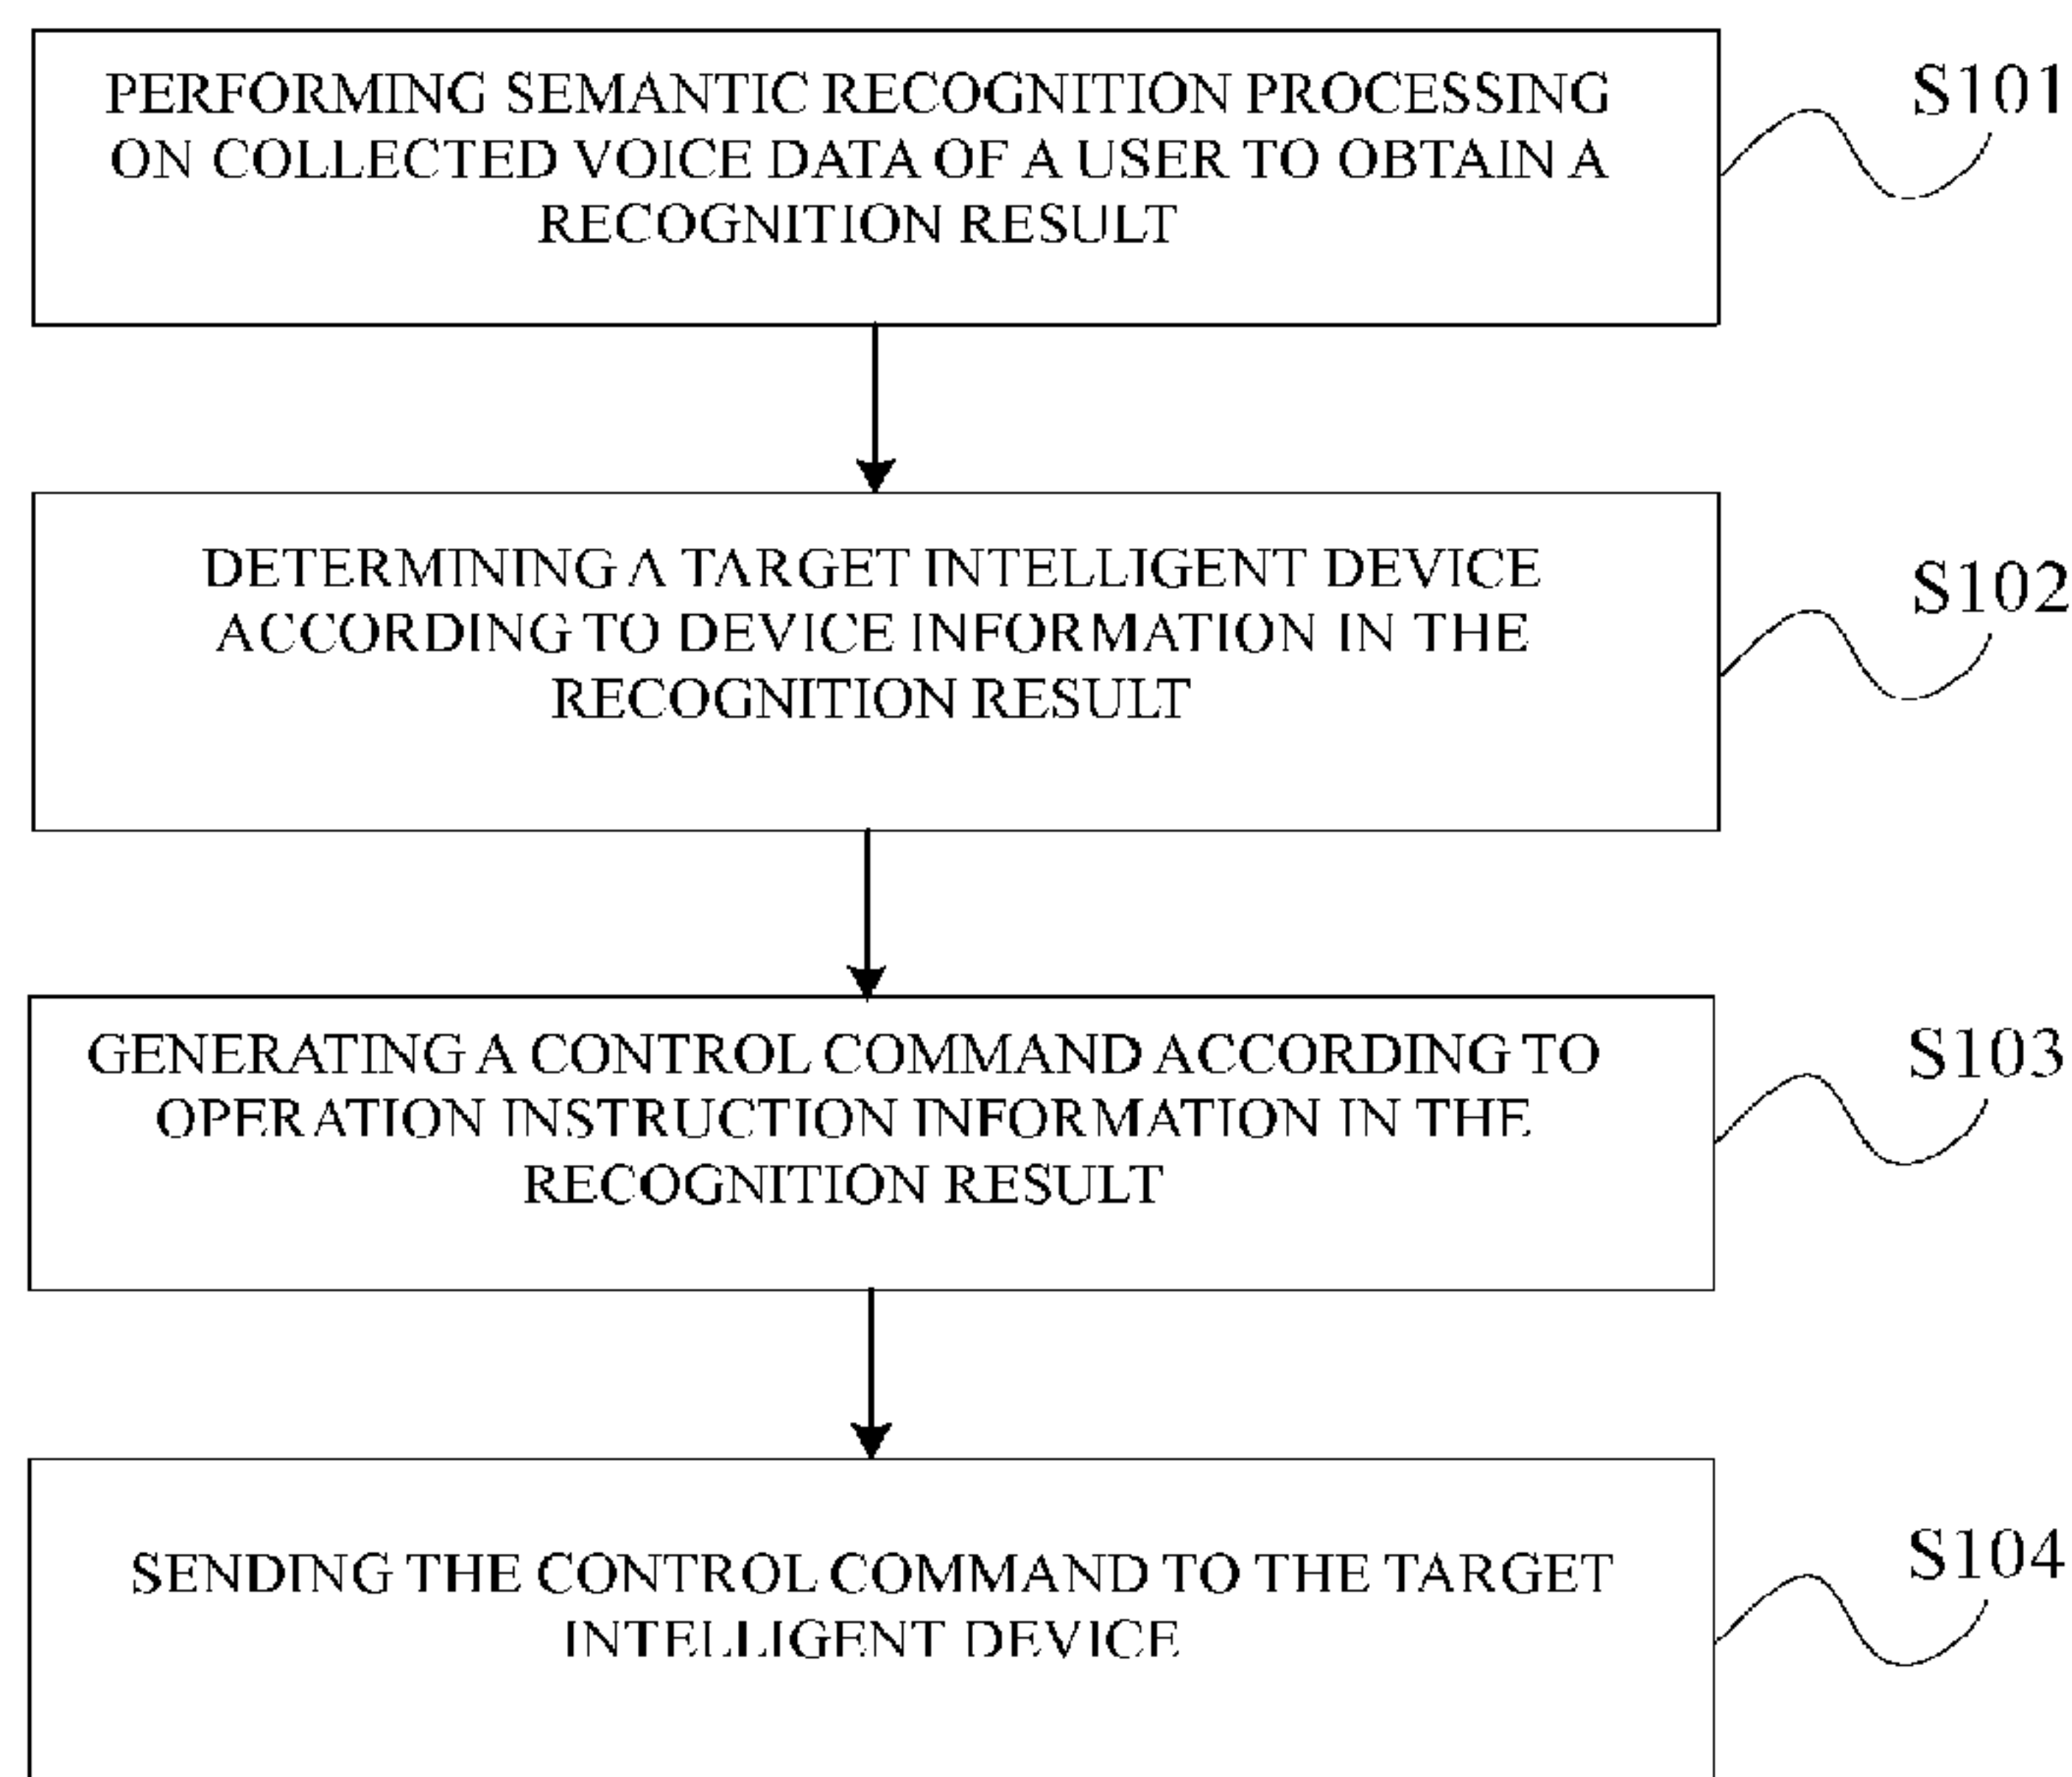 PERFORMING SEMANTIC RECOGNITION PROCESSING
ON COLLECTED VOICE DATA OF A USER TO OBTAIN A
RECOGNITION RESULT
S101
DETERMINING A TARGET INTELLIGENT DEVICE
ACCORDING TO DEVICE INFORMATION IN THE
RECOGNITION RESULT
S102
GENERATING A CONTROL COMMAND ACCORDING TO
OPERATION INSTRUCTION INFORMATION IN THE
RECOGNITION RESULT
S103
SENDING THE CONTROL COMMAND TO THE TARGET
INTELLIGENT DEVICE
S104